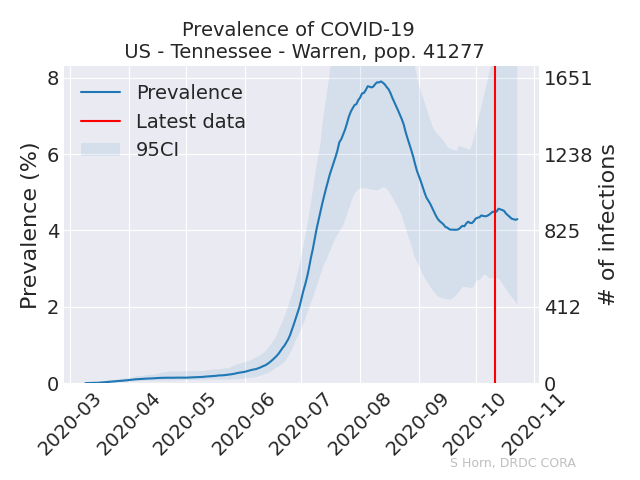 Prevalence of COVID-19
US - Tennessee - Warren, pop. 41277
Prevalence
Latest data
95CI
Prevalence (%)
8
6
4
2
0
1651
1238
825
412
0
# of infections
2020-03
2020-04
2020-05
2020-06
2020-07
2020-08
2020-09
2020-10
2020-11
S Horn, DRDC CORA